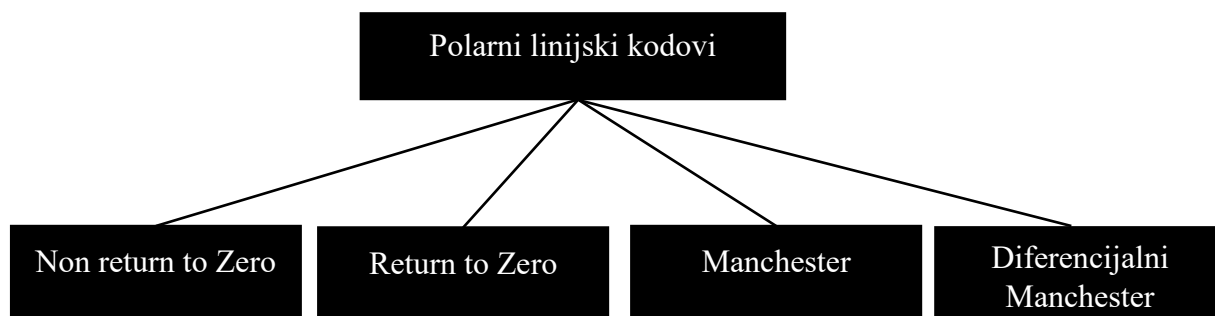 Polarni linijski kodovi
Non return to Zero
Return to Zero
Manchester
Diferencijalni
Manchester